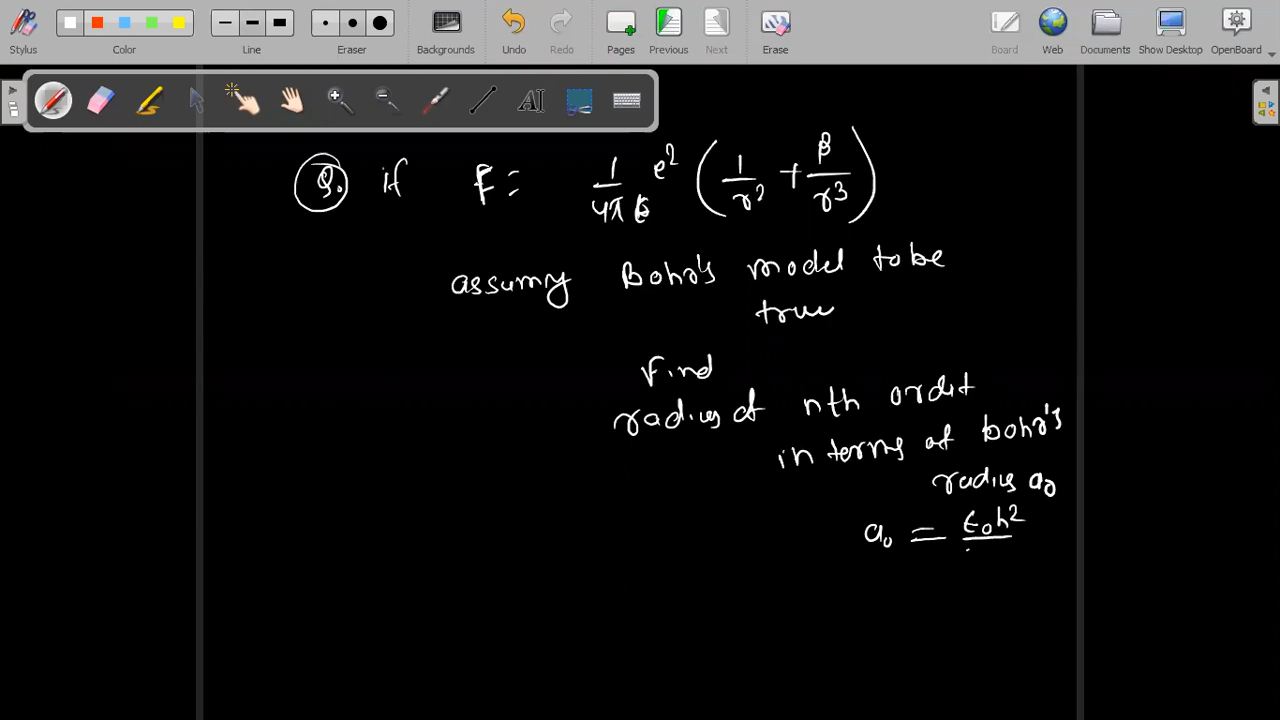 Stylus Color Line Eraser Backgrounds Undo Redo Pages Previous Next Erase Board Web Documents Show Desktop OpenBoard
Q. if F = 1/4πε e² (1/r² + β/r³)
assumy Bohr's model to be
true
Find
radius of nth ordit
in terms of bohr's
radius a₀
a₀ = ε₀h²